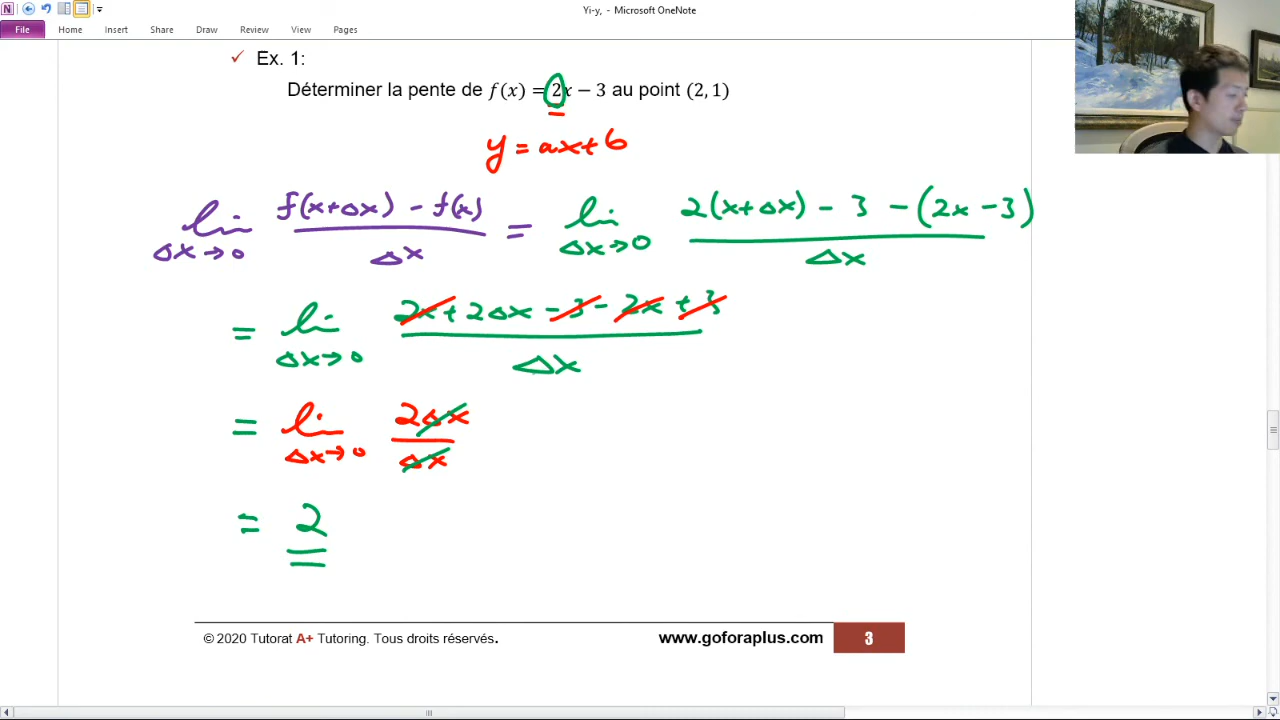 Yi-y, - Microsoft OneNote
File Home Insert Share Draw Review View Pages
✓ Ex. 1:
Déterminer la pente de f(x) = 2x − 3 au point (2, 1)
y = ax + b
lim Δx→0 f(x+Δx) - f(x) / Δx = lim Δx→0 2(x+Δx) - 3 - (2x - 3) / Δx
= lim Δx→0 2x + 2Δx - 3 - 2x + 3 / Δx
= lim Δx→0 2Δx / Δx
= 2
© 2020 Tutorat A+ Tutoring. Tous droits réservés. www.goforaplus.com 3